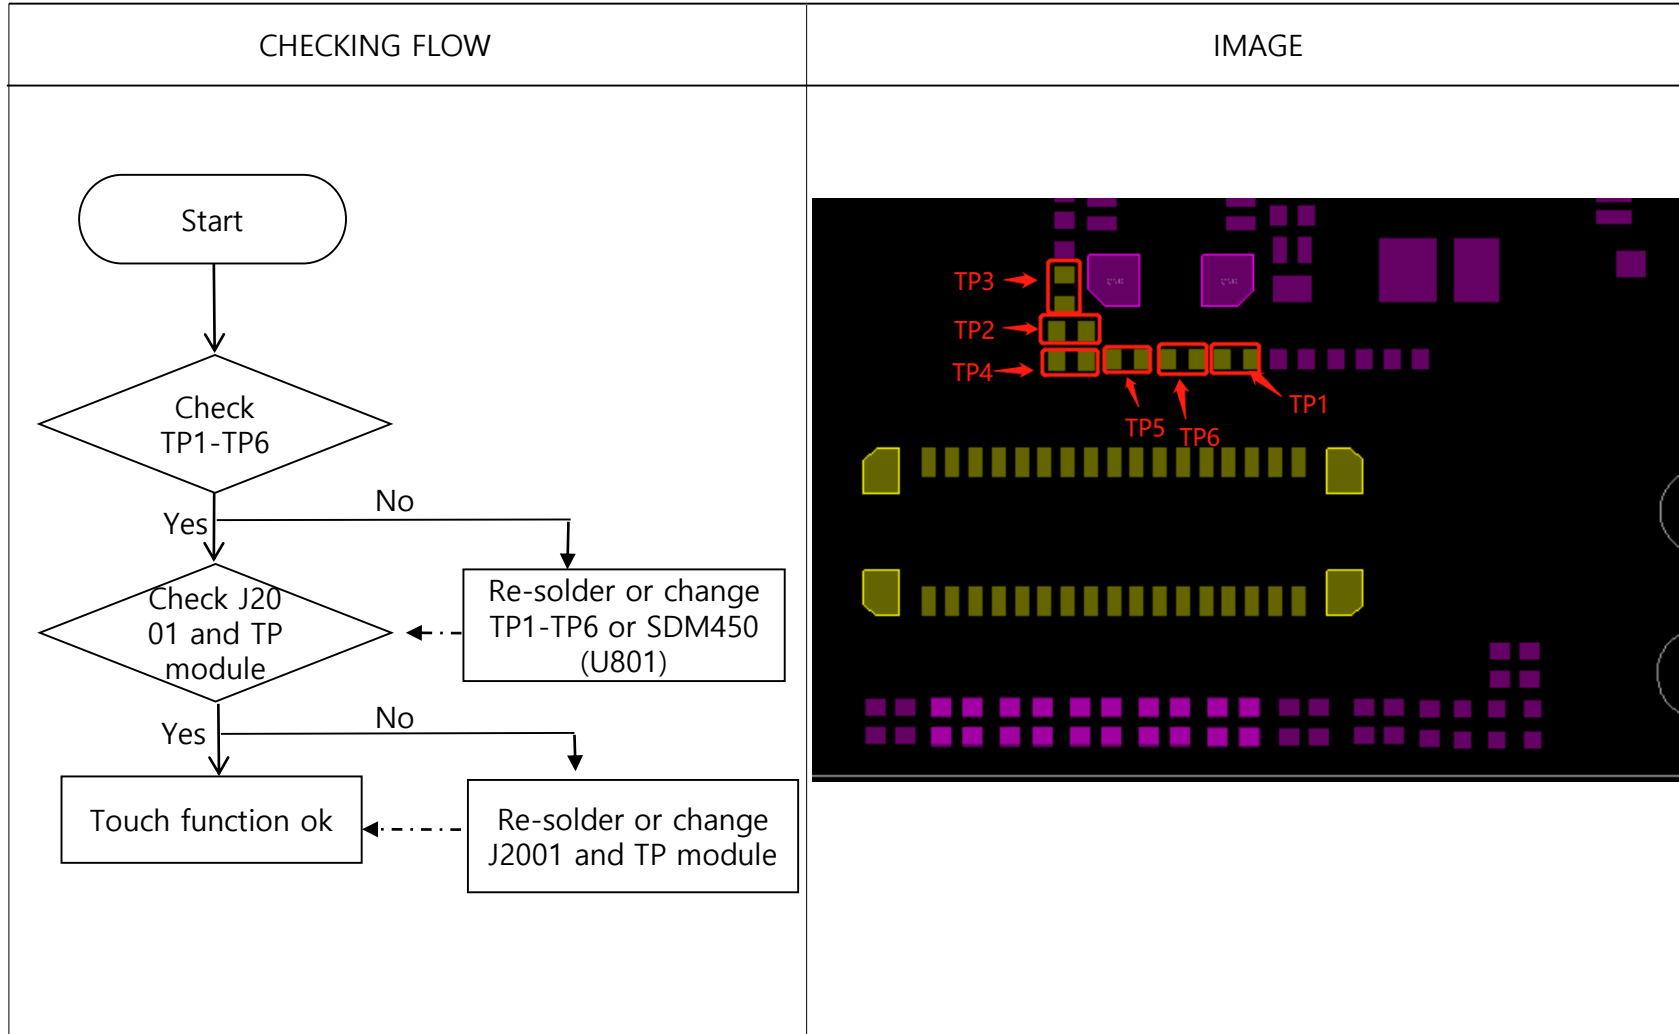 CHECKING FLOW
IMAGE
Start
Check
TP1-TP6
No
Yes
Check J20
01 and TP
module
Re-solder or change
TP1-TP6 or SDM450
(U801)
No
Yes
Touch function ok
Re-solder or change
J2001 and TP module
TP3
TP2
TP4
TP5
TP6
TP1